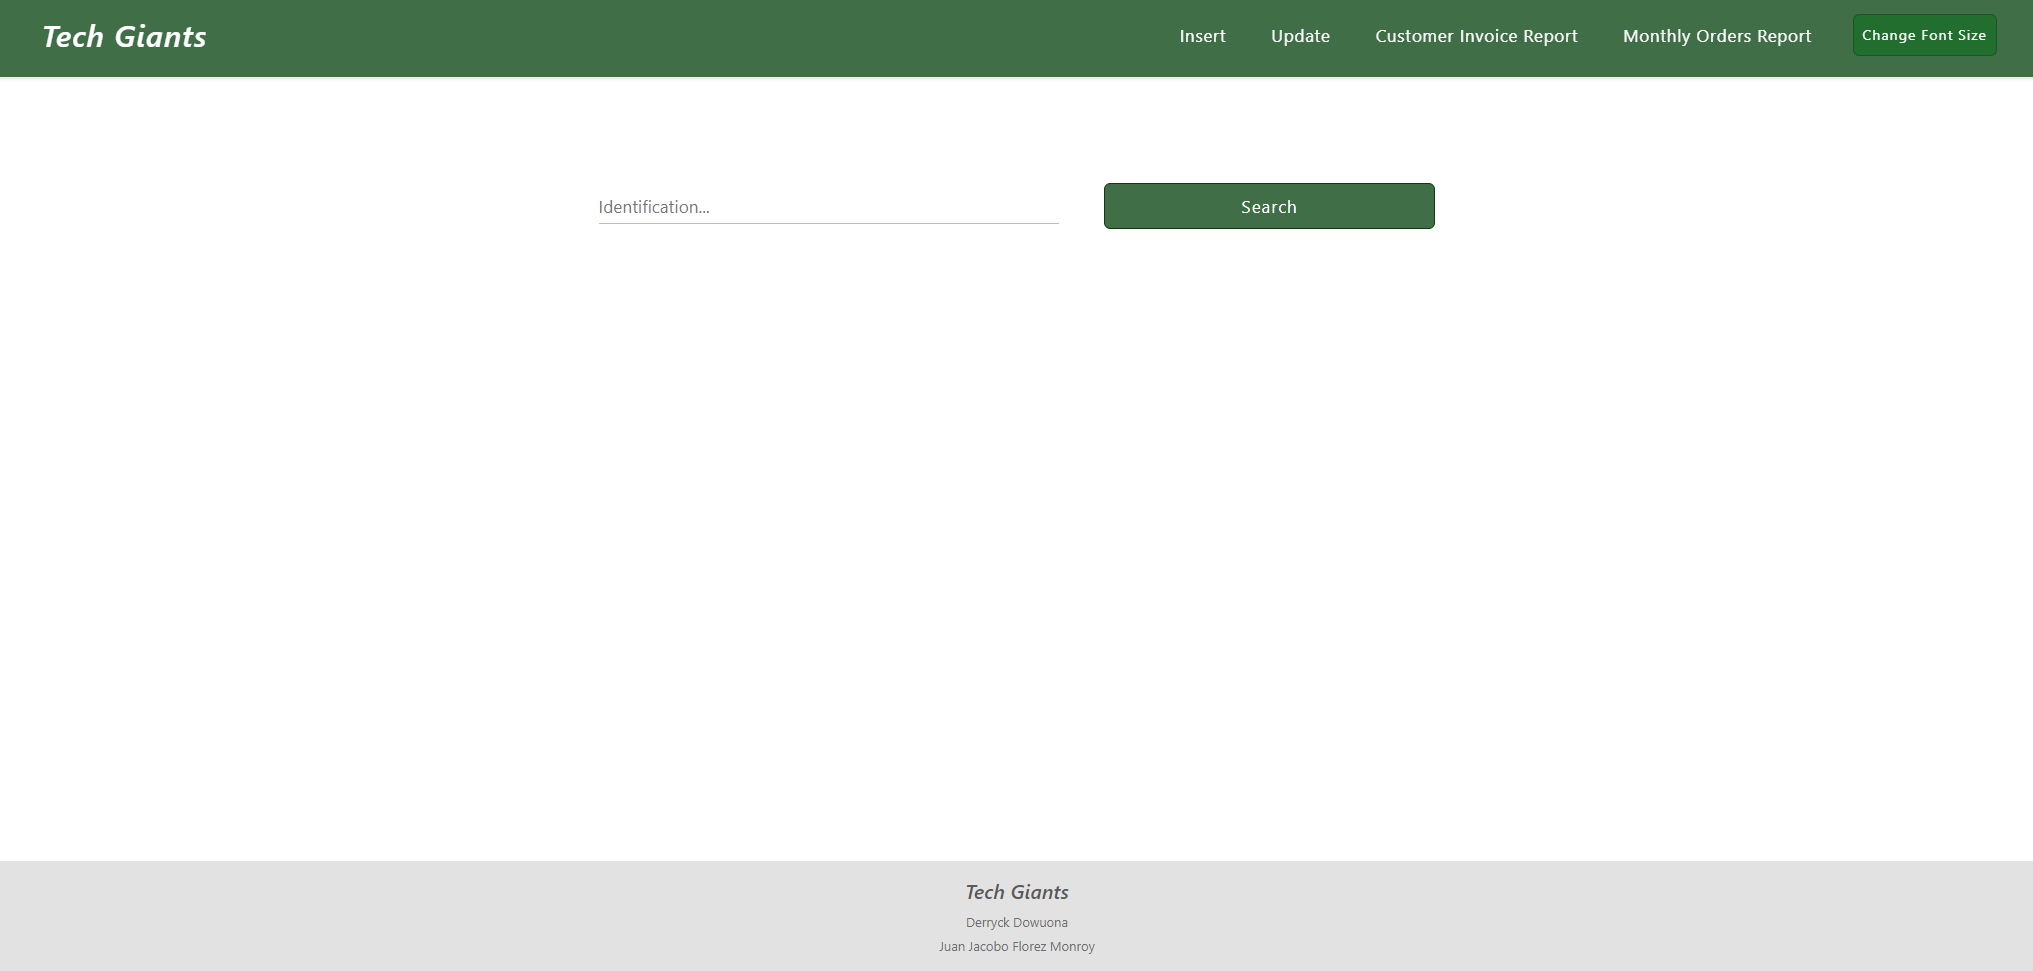 Tech Giants
Insert
Update
Customer Invoice Report
Monthly Orders Report
Change Font Size
Identification...
Search
Tech Giants
Derryck Dowuona
Juan Jacobo Florez Monroy